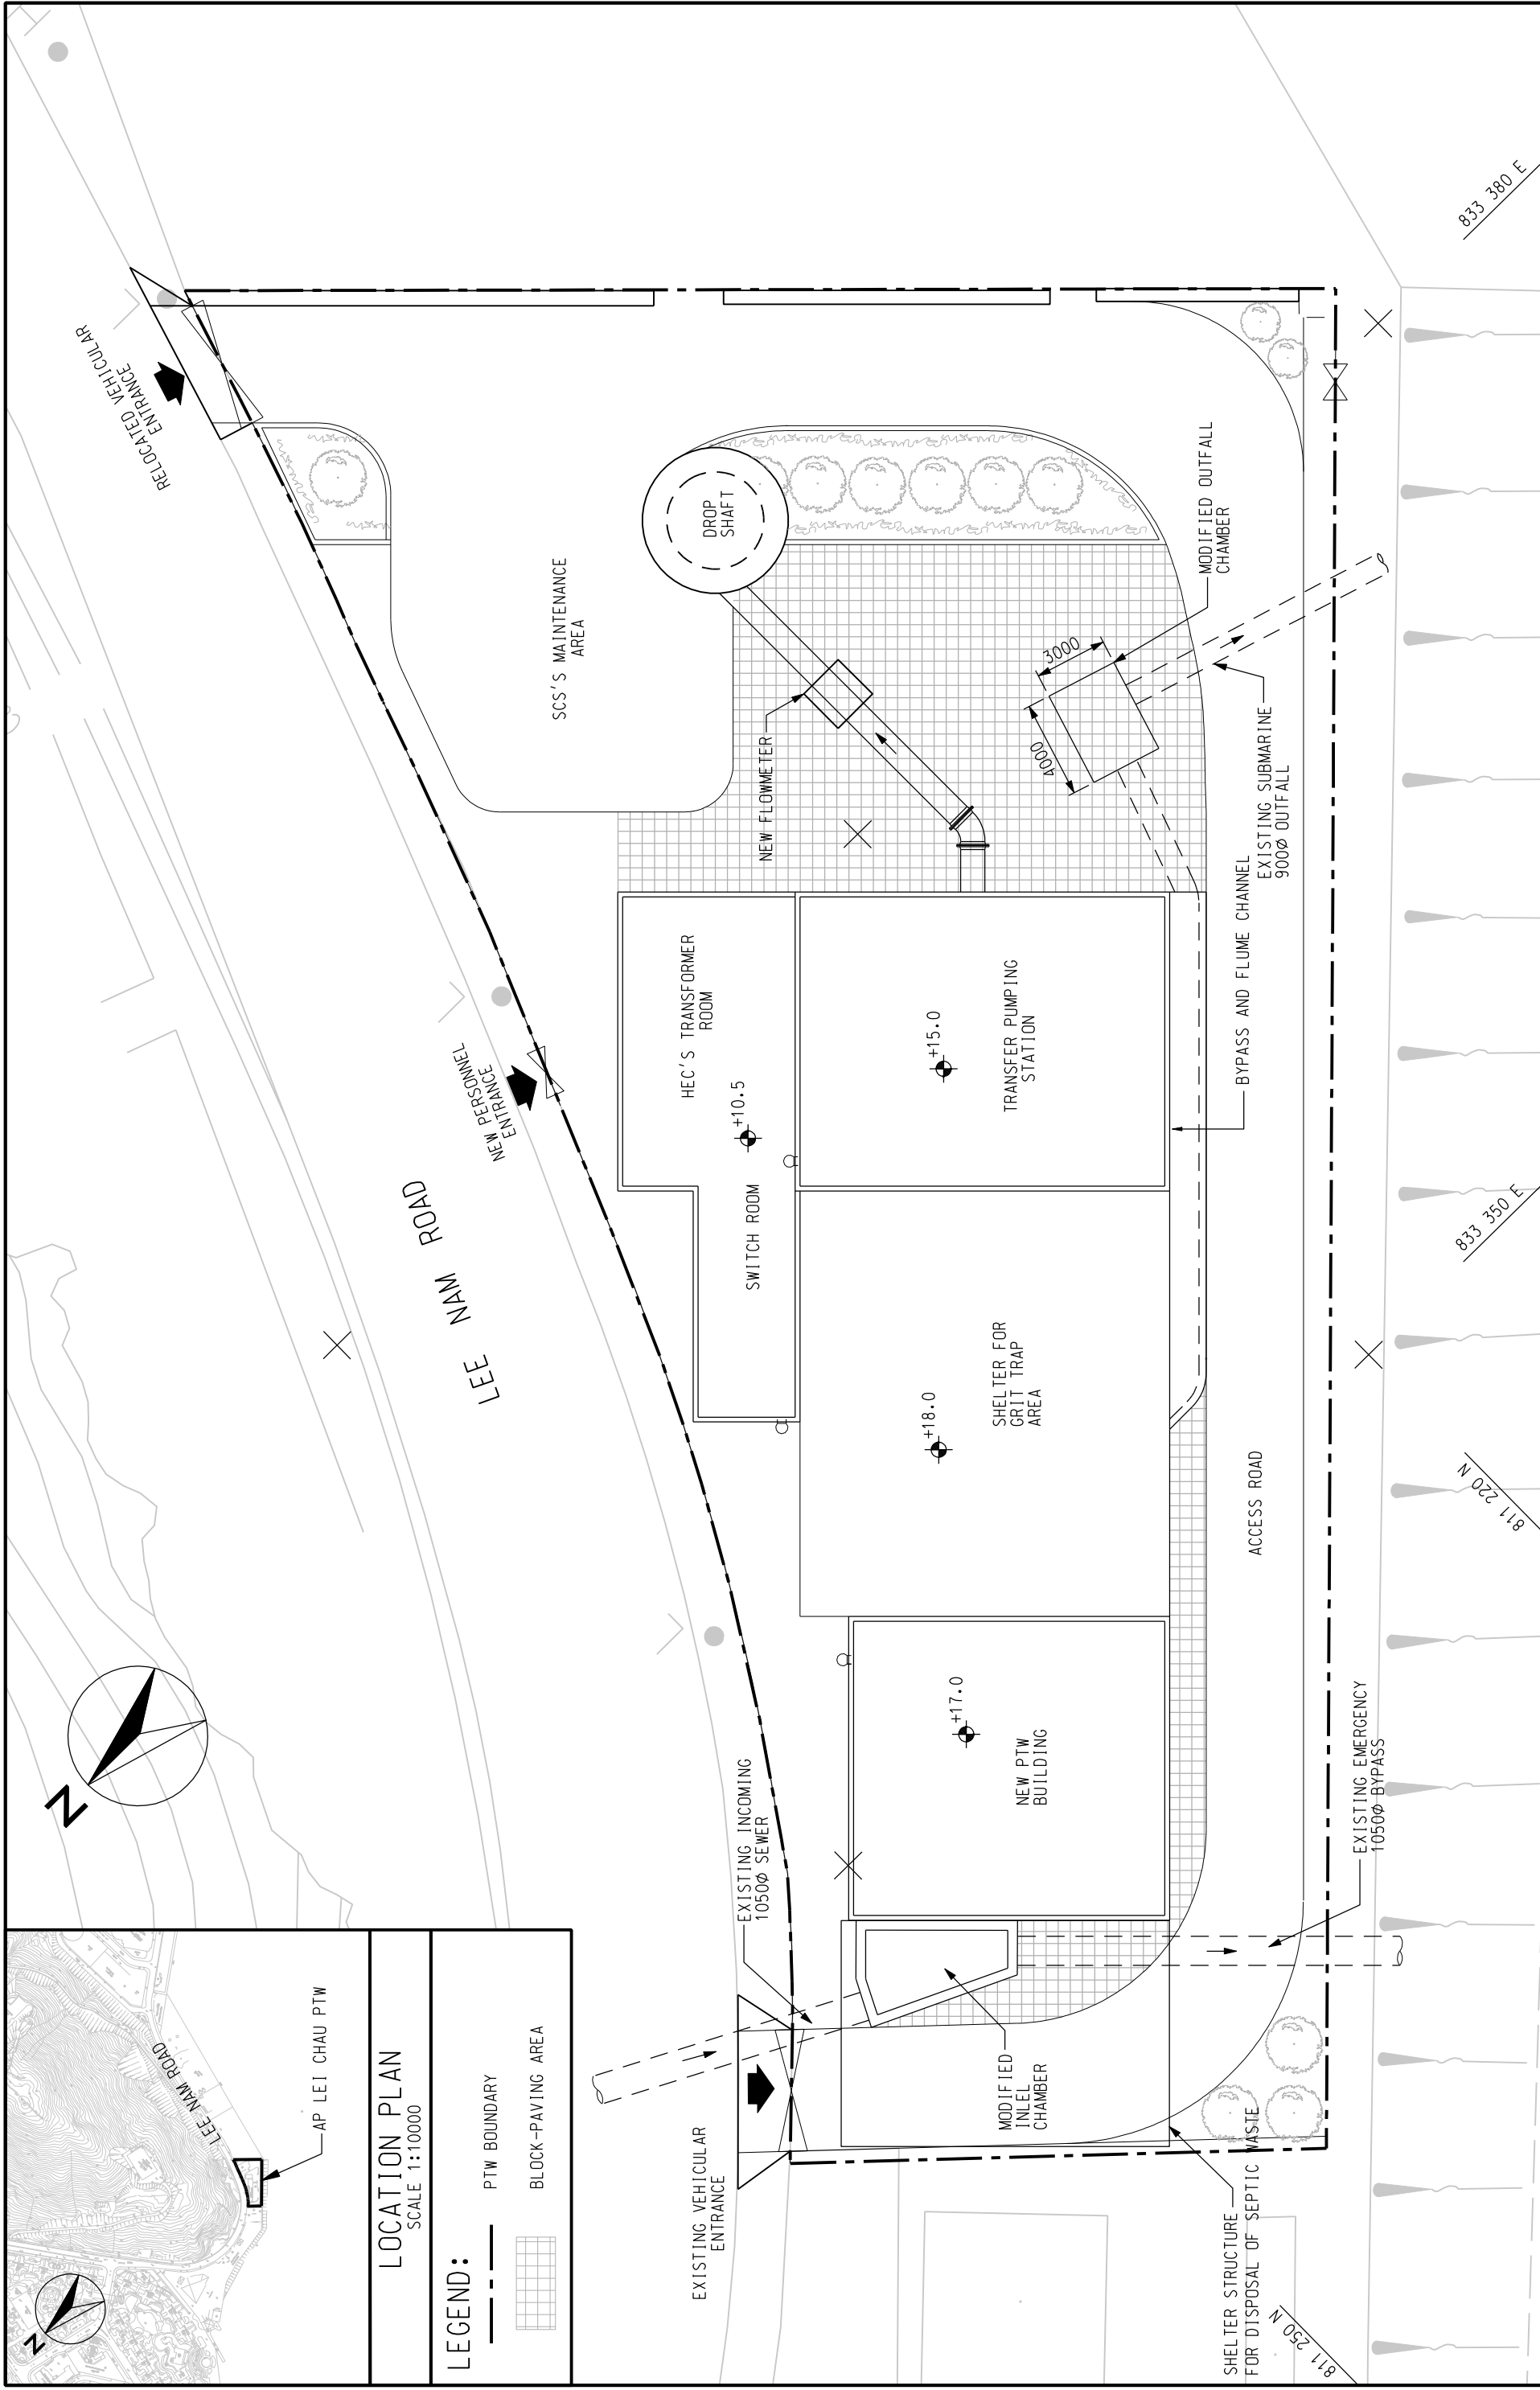 N
LEE NAM ROAD
AP LEI CHAU PTW
LOCATION PLAN
SCALE 1:10000
LEGEND:
PTW BOUNDARY
BLOCK-PAVING AREA
N
LEE NAM ROAD
RELOCATED VEHICULAR
ENTRANCE
NEW PERSONNEL
ENTRANCE
EXISTING VEHICULAR
ENTRANCE
EXISTING INCOMING
1050Ø SEWER
SCS'S MAINTENANCE
AREA
DROP
SHAFT
NEW FLOWMETER
HEC'S TRANSFORMER
ROOM
+10.5
SWITCH ROOM
+15.0
TRANSFER PUMPING
STATION
+18.0
SHELTER FOR
GRIT TRAP
AREA
+17.0
NEW PTW
BUILDING
MODIFIED
INLEL
CHAMBER
MODIFIED OUTFALL
CHAMBER
3000
4000
EXISTING SUBMARINE
900Ø OUTFALL
BYPASS AND FLUME CHANNEL
ACCESS ROAD
EXISTING EMERGENCY
1050Ø BYPASS
SHELTER STRUCTURE
FOR DISPOSAL OF SEPTIC WASTE
811 250 N
811 220 N
833 350 E
833 380 E